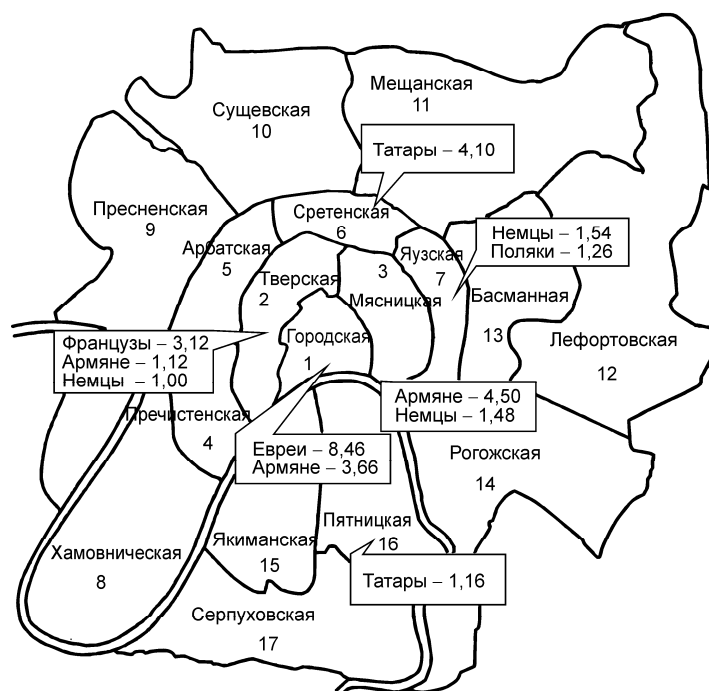 Мещанская
11
Сущевская
10
Татары – 4,10
Пресненская
9
Сретенская
6
Арбатская
5
Яузская
7
Немцы – 1,54
Поляки – 1,26
Тверская
2
3
Мясницкая
Басманная
13
Городская
1
Французы – 3,12
Армяне – 1,12
Немцы – 1,00
Лефортовская
12
Армяне – 4,50
Немцы – 1,48
Пречистенская
4
Евреи – 8,46
Армяне – 3,66
Рогожская
14
Пятницкая
16
Якиманская
15
Хамовническая
8
Татары – 1,16
Серпуховская
17